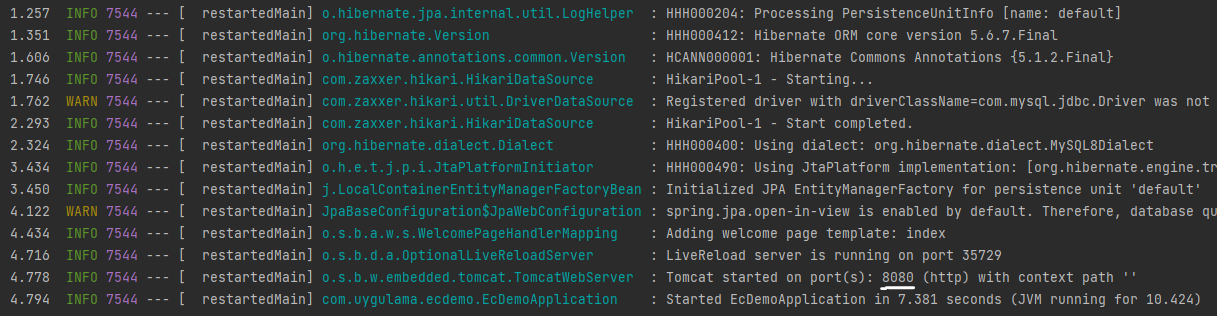 1.257 INFO 7544 --- [ restartedMain] o.hibernate.jpa.internal.util.LogHelper : HHH000204: Processing PersistenceUnitInfo [name: default]
1.351 INFO 7544 --- [ restartedMain] org.hibernate.Version : HHH000412: Hibernate ORM core version 5.6.7.Final
1.606 INFO 7544 --- [ restartedMain] o.hibernate.annotations.common.Version : HCANN000001: Hibernate Commons Annotations {5.1.2.Final}
1.746 INFO 7544 --- [ restartedMain] com.zaxxer.hikari.HikariDataSource : HikariPool-1 - Starting...
1.762 WARN 7544 --- [ restartedMain] com.zaxxer.hikari.util.DriverDataSource : Registered driver with driverClassName=com.mysql.jdbc.Driver was not
2.293 INFO 7544 --- [ restartedMain] com.zaxxer.hikari.HikariDataSource : HikariPool-1 - Start completed.
2.324 INFO 7544 --- [ restartedMain] org.hibernate.dialect.Dialect : HHH000400: Using dialect: org.hibernate.dialect.MySQL8Dialect
3.434 INFO 7544 --- [ restartedMain] o.h.e.t.j.p.i.JtaPlatformInitiator : HHH000490: Using JtaPlatform implementation: [org.hibernate.engine.tr
3.450 INFO 7544 --- [ restartedMain] j.LocalContainerEntityManagerFactoryBean : Initialized JPA EntityManagerFactory for persistence unit 'default'
4.122 WARN 7544 --- [ restartedMain] JpaBaseConfiguration$JpaWebConfiguration : spring.jpa.open-in-view is enabled by default. Therefore, database qu
4.434 INFO 7544 --- [ restartedMain] o.s.b.a.w.s.WelcomePageHandlerMapping : Adding welcome page template: index
4.716 INFO 7544 --- [ restartedMain] o.s.b.d.a.OptionalLiveReloadServer : LiveReload server is running on port 35729
4.778 INFO 7544 --- [ restartedMain] o.s.b.w.embedded.tomcat.TomcatWebServer : Tomcat started on port(s): 8080 (http) with context path ''
4.794 INFO 7544 --- [ restartedMain] com.uygulama.ecdemo.EcDemoApplication : Started EcDemoApplication in 7.381 seconds (JVM running for 10.424)